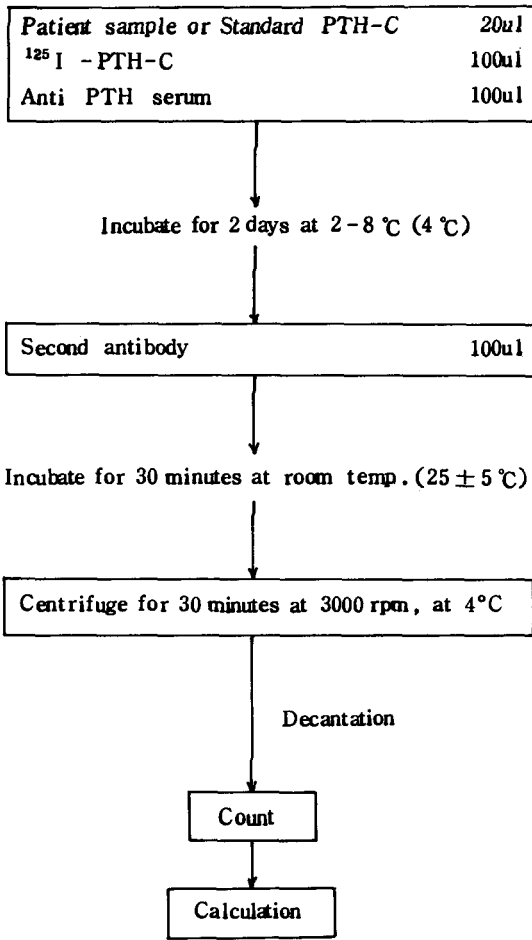 Patient sample or Standard PTH-C 20ul
¹²⁵I -PTH-C 100ul
Anti PTH serum 100ul
Incubate for 2 days at 2-8 ℃ (4 ℃)
Second antibody 100ul
Incubate for 30 minutes at room temp. (25 ± 5 ℃)
Centrifuge for 30 minutes at 3000 rpm, at 4°C
Decantation
Count
Calculation